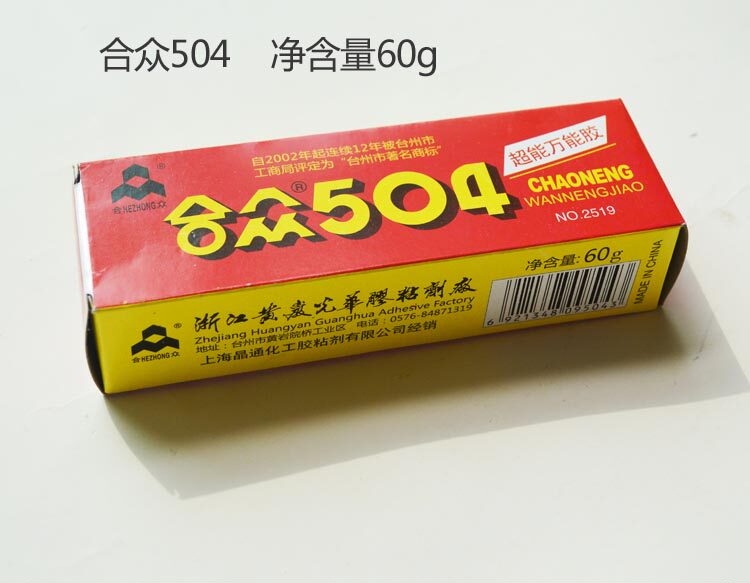 合众504 净含量60g
自2002年起连续12年被台州市
工商局评定为“台州市著名商标”
超能万能胶
®
合HEZHONG众
合众®504
CHAONENG
WANNENGJIAO
NO.2519
净含量: 60g
MADE IN CHINA
6 921348 095043
®
合HEZHONG众
浙江黄岩光华胶粘剂厂
Zhejiang Huangyan Guanghua Adhesive Factory
地址：台州市黄岩院桥工业区 电话：0576-84871319
上海晶通化工胶粘剂有限公司经销